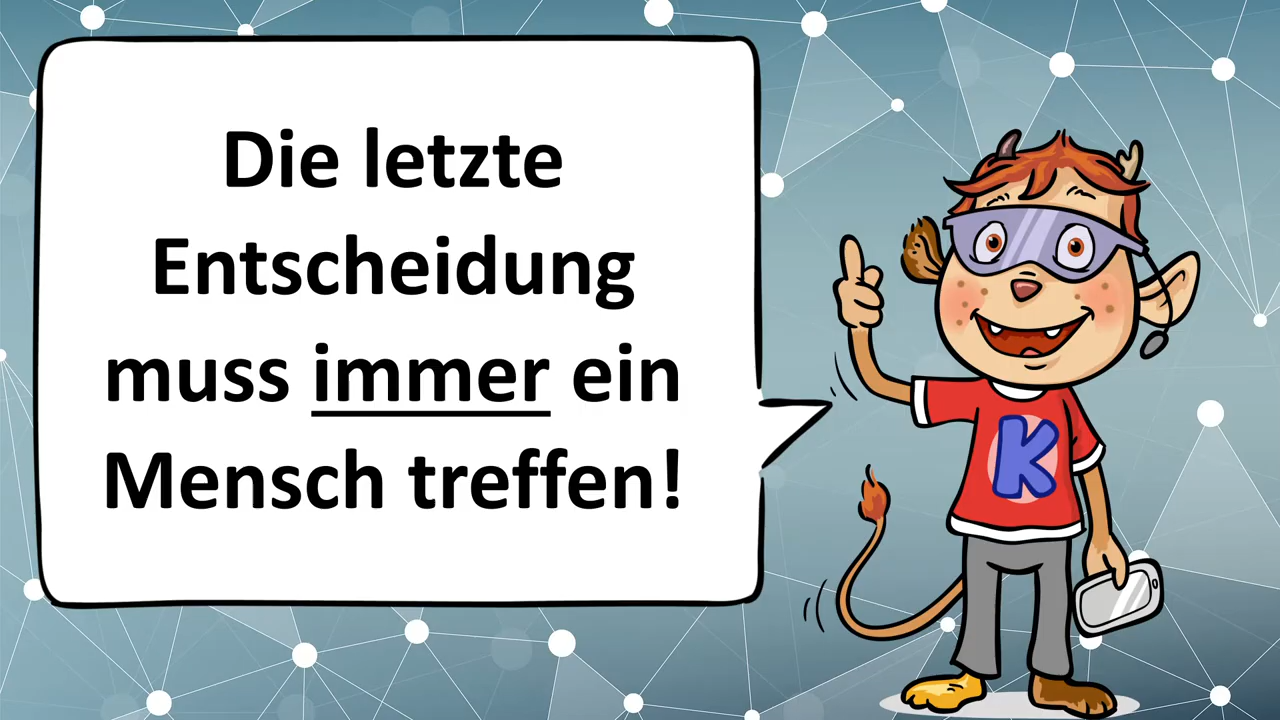 Die letzte
Entscheidung
muss immer ein
Mensch treffen!
K